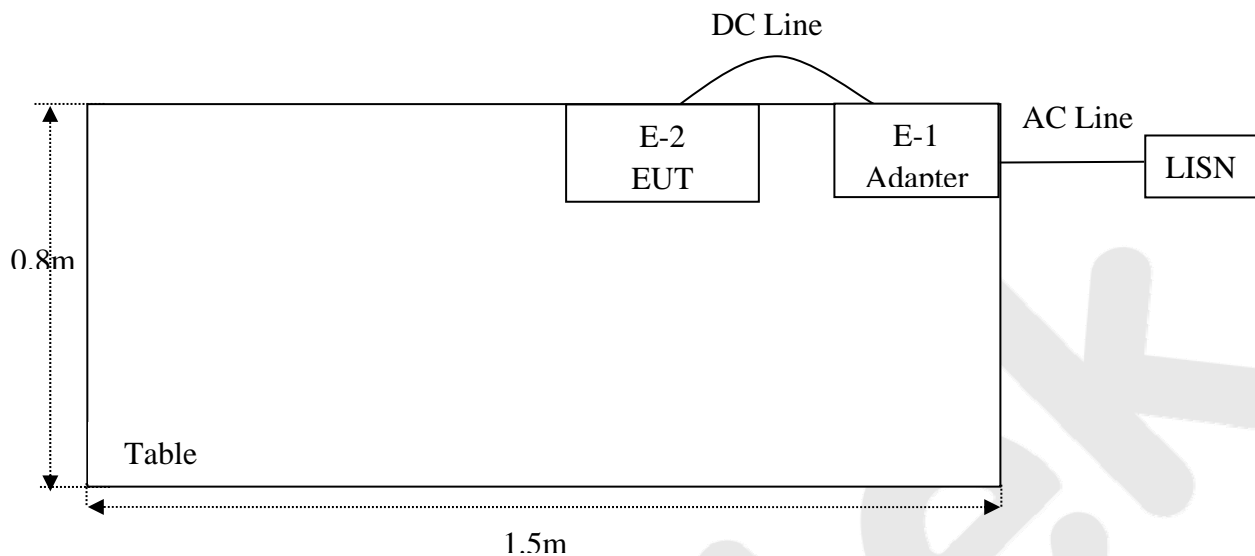 DC Line
E-2
EUT
E-1
Adapter
AC Line
LISN
0.8m
Table
1.5m